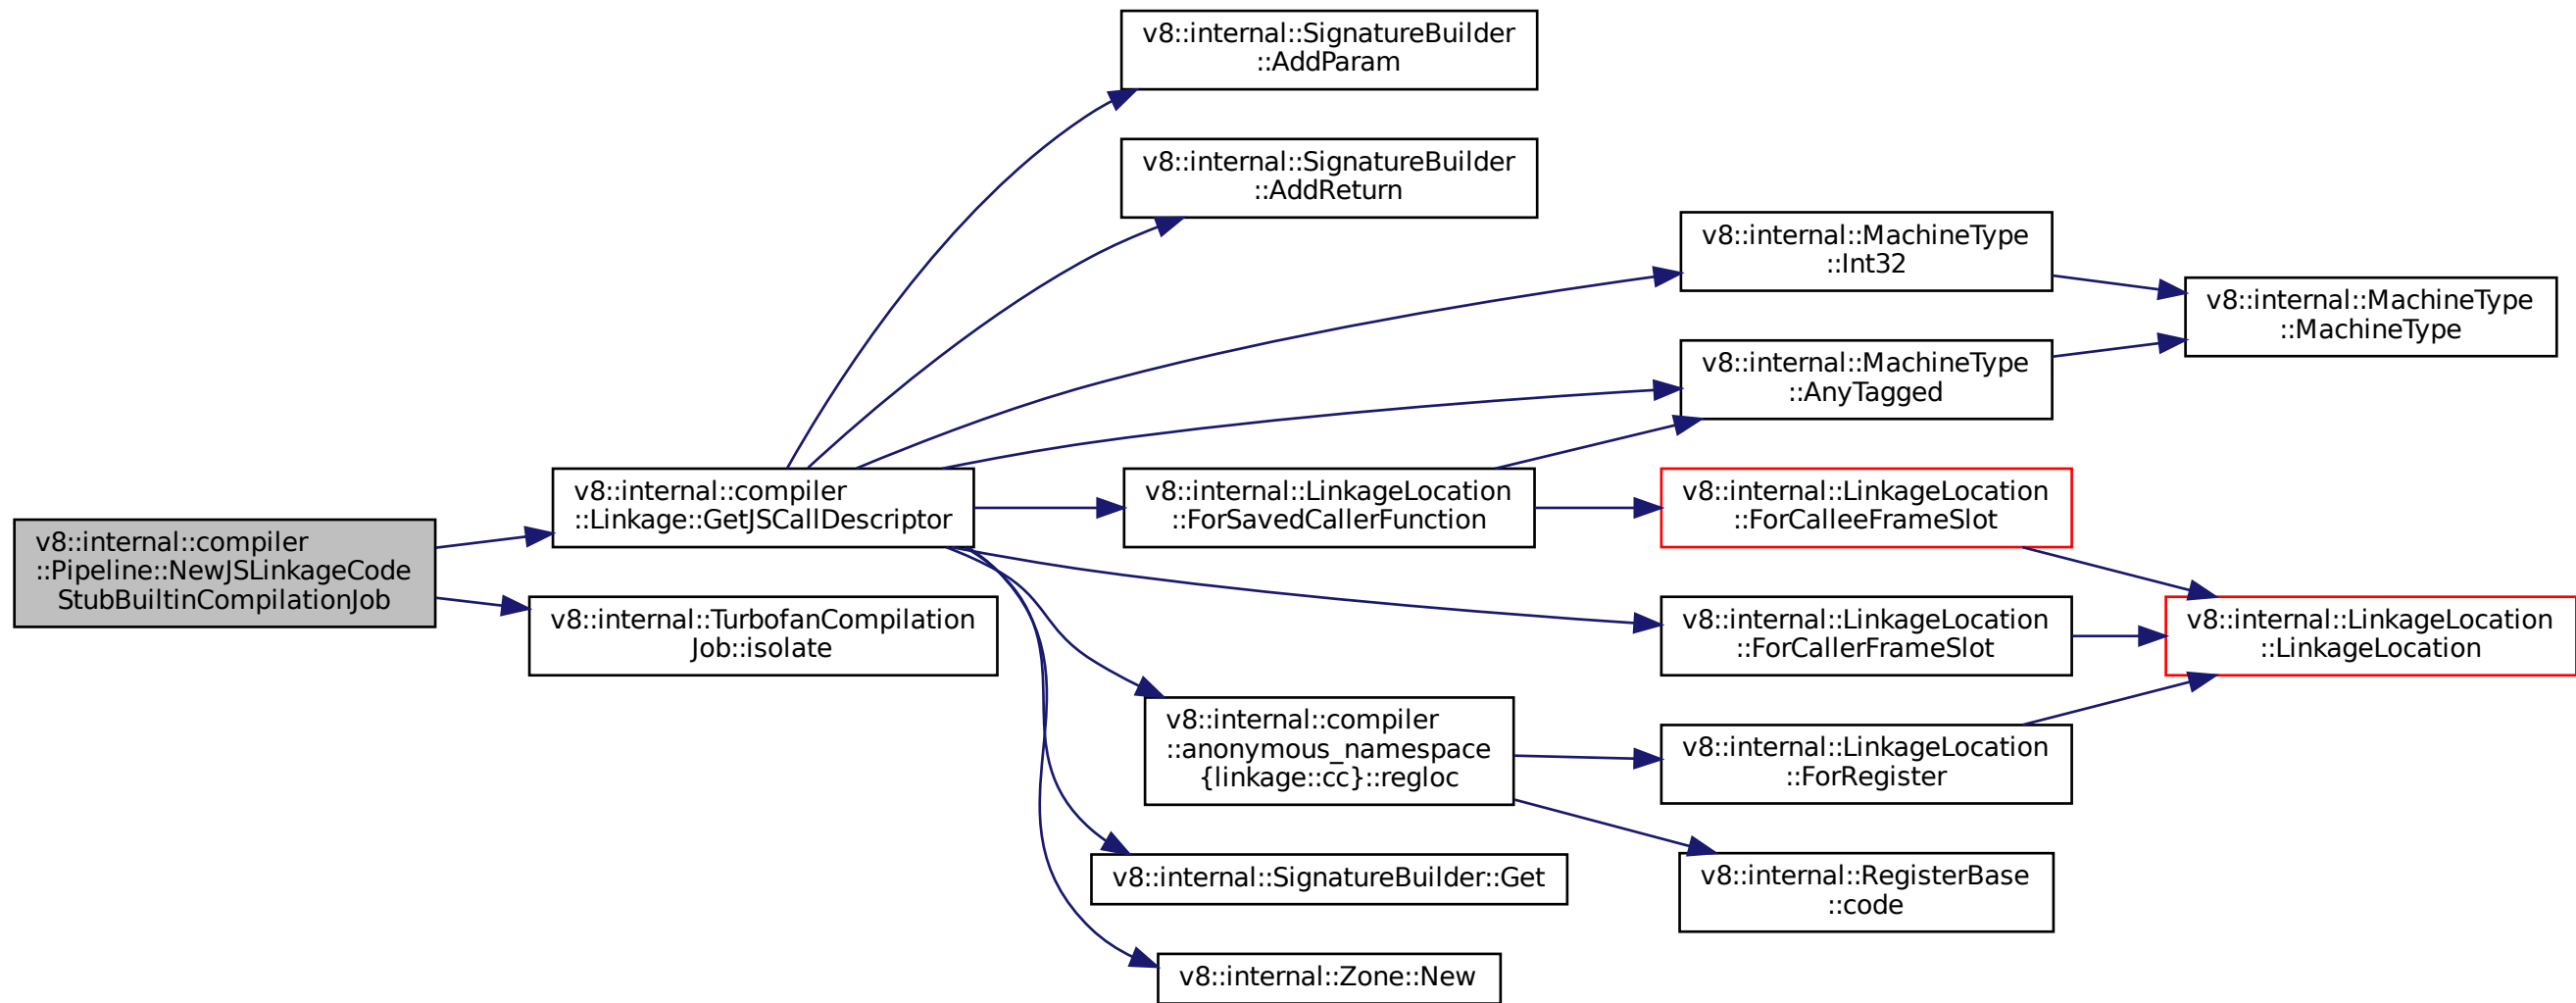 v8::internal::SignatureBuilder
::AddParam
v8::internal::SignatureBuilder
::AddReturn
v8::internal::MachineType
::Int32
v8::internal::MachineType
::MachineType
v8::internal::MachineType
::AnyTagged
v8::internal::compiler
::Linkage::GetJSCallDescriptor
v8::internal::LinkageLocation
::ForSavedCallerFunction
v8::internal::LinkageLocation
::ForCalleeFrameSlot
v8::internal::compiler
::Pipeline::NewJSLinkageCode
StubBuiltinCompilationJob
v8::internal::TurbofanCompilation
Job::isolate
v8::internal::LinkageLocation
::ForCallerFrameSlot
v8::internal::LinkageLocation
::LinkageLocation
v8::internal::compiler
::anonymous_namespace
{linkage::cc}::regloc
v8::internal::LinkageLocation
::ForRegister
v8::internal::SignatureBuilder::Get
v8::internal::RegisterBase
::code
v8::internal::Zone::New